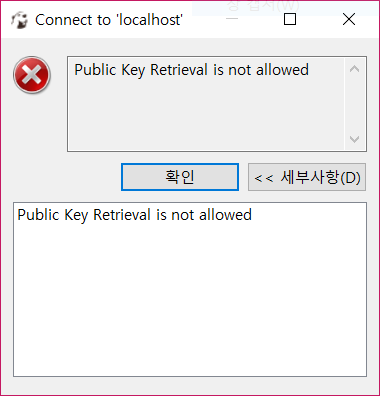 Connect to 'localhost'
Public Key Retrieval is not allowed
확인
<< 세부사항(D)
Public Key Retrieval is not allowed